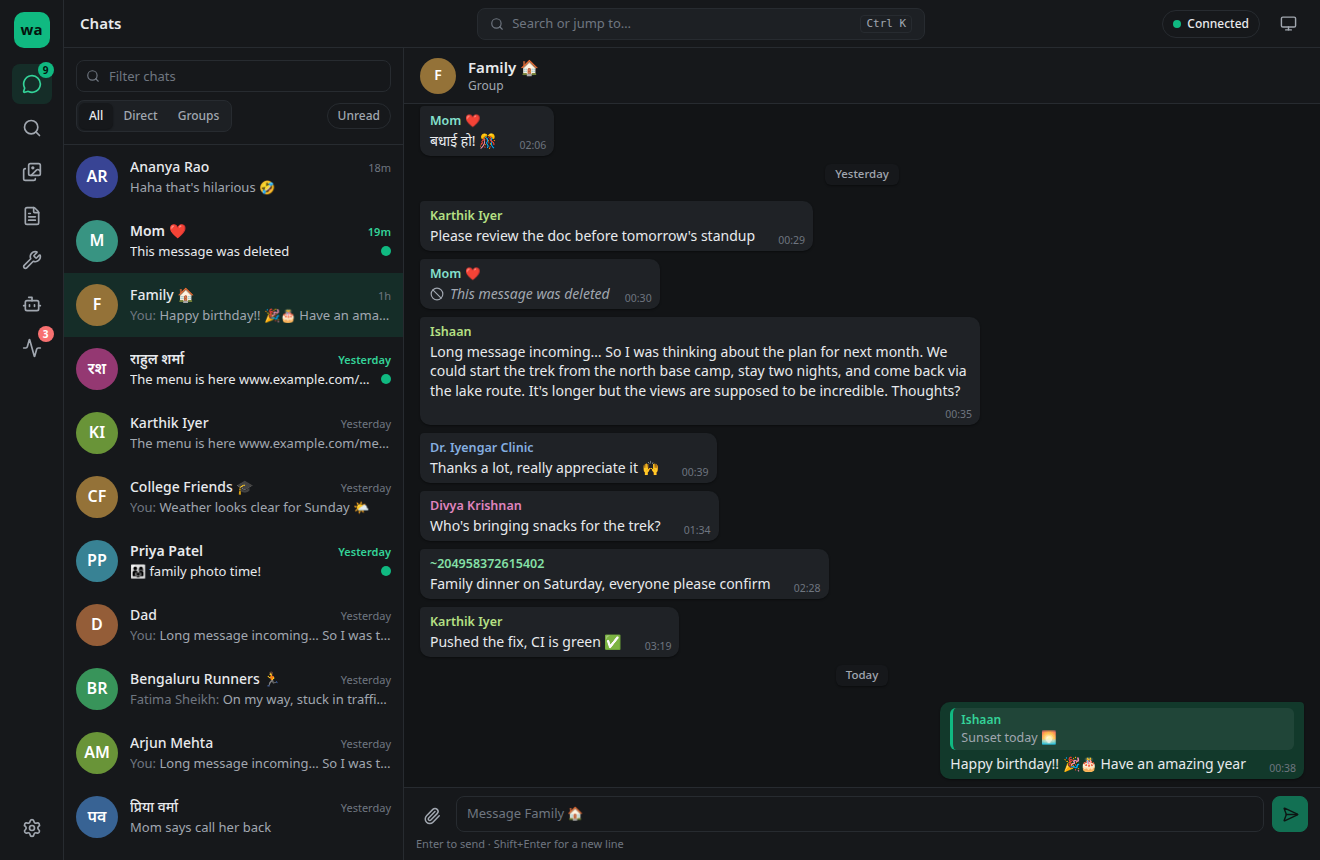 wa
Chats
Search or jump to...
Ctrl K
Connected
9
3
Filter chats
All
Direct
Groups
Unread
AR
Ananya Rao
18m
Haha that's hilarious 🤣
M
Mom ❤️
19m
This message was deleted
F
Family 🏠
1h
You: Happy birthday!! 🎉🎂 Have an ama...
रश
राहुल शर्मा
Yesterday
The menu is here www.example.com/...
KI
Karthik Iyer
Yesterday
The menu is here www.example.com/me...
CF
College Friends 🎓
Yesterday
You: Weather looks clear for Sunday 🌤️
PP
Priya Patel
Yesterday
👨‍👩‍👧 family photo time!
D
Dad
Yesterday
You: Long message incoming... So I was t...
BR
Bengaluru Runners 🏃
Yesterday
Fatima Sheikh: On my way, stuck in traffi...
AM
Arjun Mehta
Yesterday
You: Long message incoming... So I was t...
पव
प्रिया वर्मा
Yesterday
Mom says call her back
F
Family 🏠
Group
Mom ❤️
बधाई हो! 🎊
02:06
Yesterday
Karthik Iyer
Please review the doc before tomorrow's standup
00:29
Mom ❤️
This message was deleted
00:30
Ishaan
Long message incoming... So I was thinking about the plan for next month. We
could start the trek from the north base camp, stay two nights, and come back via
the lake route. It's longer but the views are supposed to be incredible. Thoughts?
00:35
Dr. Iyengar Clinic
Thanks a lot, really appreciate it 🙌
00:39
Divya Krishnan
Who's bringing snacks for the trek?
01:34
~204958372615402
Family dinner on Saturday, everyone please confirm
02:28
Karthik Iyer
Pushed the fix, CI is green ✅
03:19
Today
Ishaan
Sunset today 🌅
Happy birthday!! 🎉🎂 Have an amazing year
00:38
Message Family 🏠
Enter to send · Shift+Enter for a new line